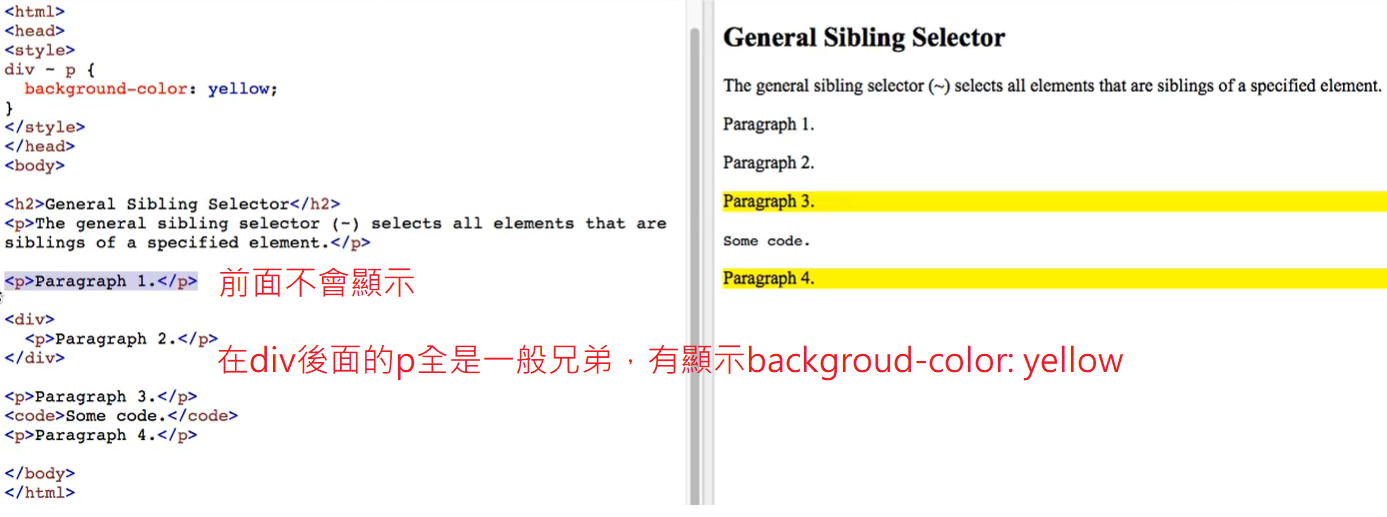 <html>
<head>
<style>
div ~ p {
  background-color: yellow;
}
</style>
</head>
<body>
<h2>General Sibling Selector</h2>
<p>The general sibling selector (~) selects all elements that are
siblings of a specified element.</p>
<p>Paragraph 1.</p>
前面不會顯示
<div>
  <p>Paragraph 2.</p>
</div>
在div後面的p全是一般兄弟，有顯示backgroud-color: yellow
<p>Paragraph 3.</p>
<code>Some code.</code>
<p>Paragraph 4.</p>
</body>
</html>
General Sibling Selector
The general sibling selector (~) selects all elements that are siblings of a specified element.
Paragraph 1.
Paragraph 2.
Paragraph 3.
Some code.
Paragraph 4.